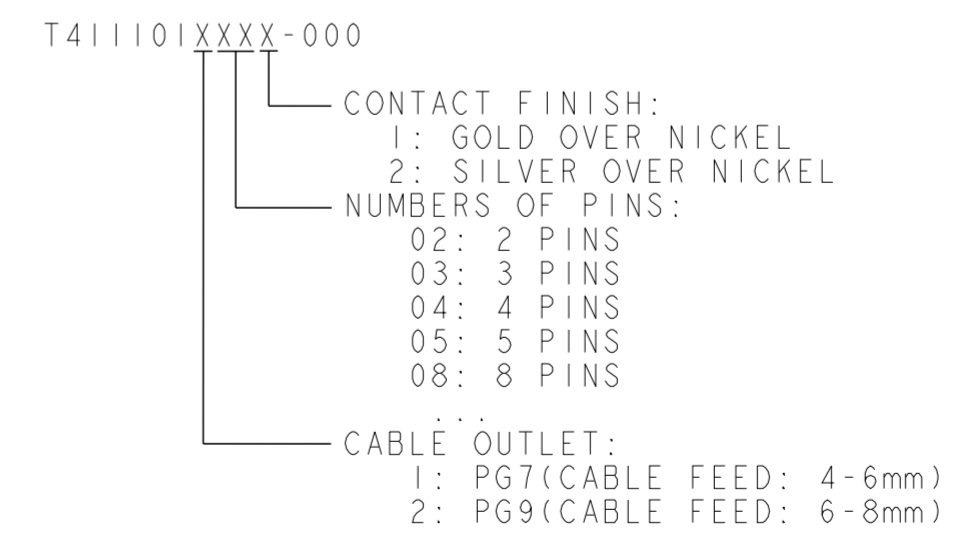 T411101XXXX-000
CONTACT FINISH:
1: GOLD OVER NICKEL
2: SILVER OVER NICKEL
NUMBERS OF PINS:
02: 2 PINS
03: 3 PINS
04: 4 PINS
05: 5 PINS
08: 8 PINS
...
CABLE OUTLET:
1: PG7(CABLE FEED: 4-6mm)
2: PG9(CABLE FEED: 6-8mm)